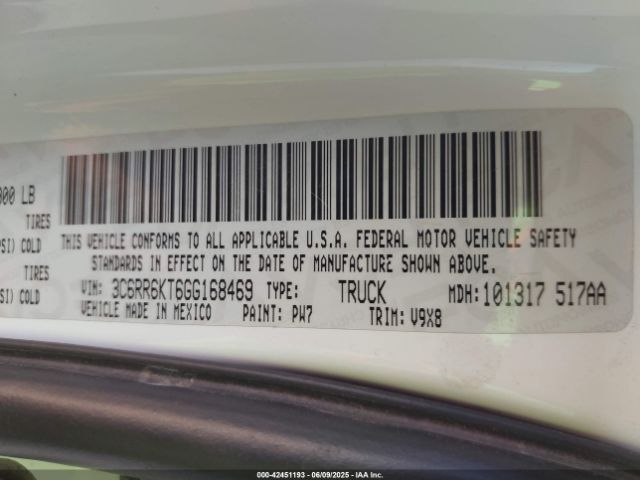 000 LB
TIRES
PSI) COLD
TIRES
PSI) COLD
THIS VEHICLE CONFORMS TO ALL APPLICABLE U.S.A. FEDERAL MOTOR VEHICLE SAFETY
STANDARDS IN EFFECT ON THE DATE OF MANUFACTURE SHOWN ABOVE.
VIN: 3C6RR6KT6GG168469 TYPE: TRUCK MDH:101317 517AA
VEHICLE MADE IN MEXICO PAINT: PW7 TRIM: V9X8
000-42451193 - 06/09/2025 - IAA Inc.